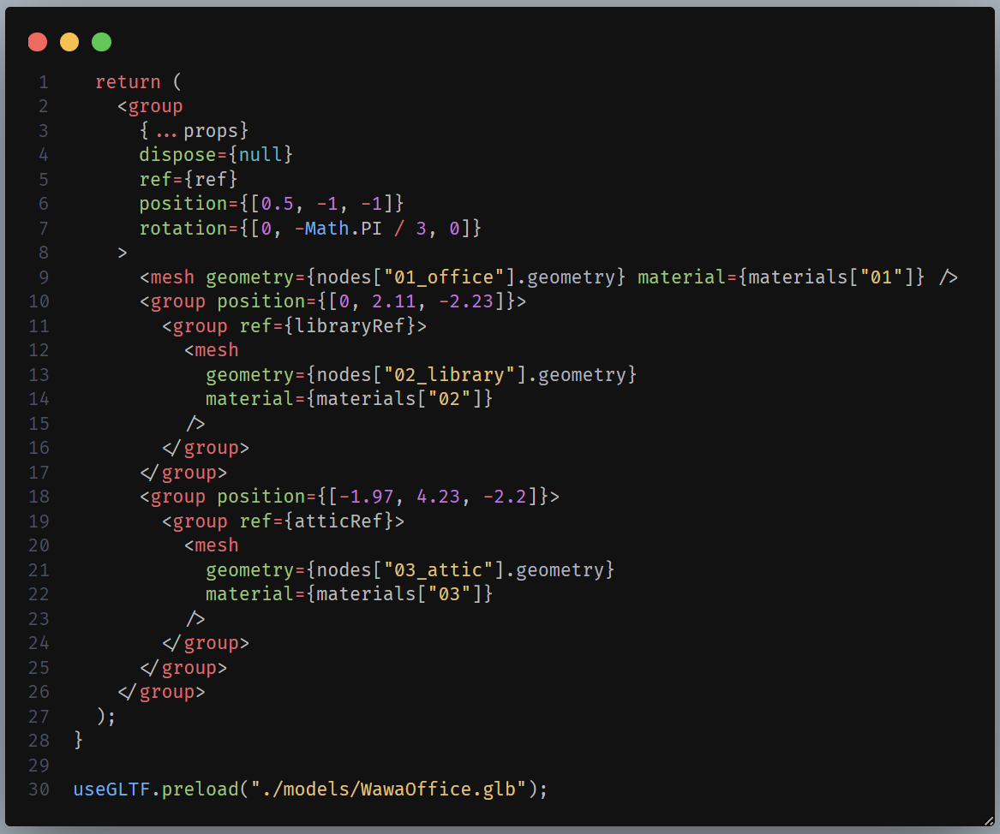 1 return (
2 <group
3 {...props}
4 dispose={null}
5 ref={ref}
6 position={[0.5, -1, -1]}
7 rotation={[0, -Math.PI / 3, 0]}
8 >
9 <mesh geometry={nodes["01_office"].geometry} material={materials["01"]} />
10 <group position={[0, 2.11, -2.23]}>
11 <group ref={libraryRef}>
12 <mesh
13 geometry={nodes["02_library"].geometry}
14 material={materials["02"]}
15 />
16 </group>
17 </group>
18 <group position={[-1.97, 4.23, -2.2]}>
19 <group ref={atticRef}>
20 <mesh
21 geometry={nodes["03_attic"].geometry}
22 material={materials["03"]}
23 />
24 </group>
25 </group>
26 </group>
27 );
28 }
29
30 useGLTF.preload("./models/WawaOffice.glb");